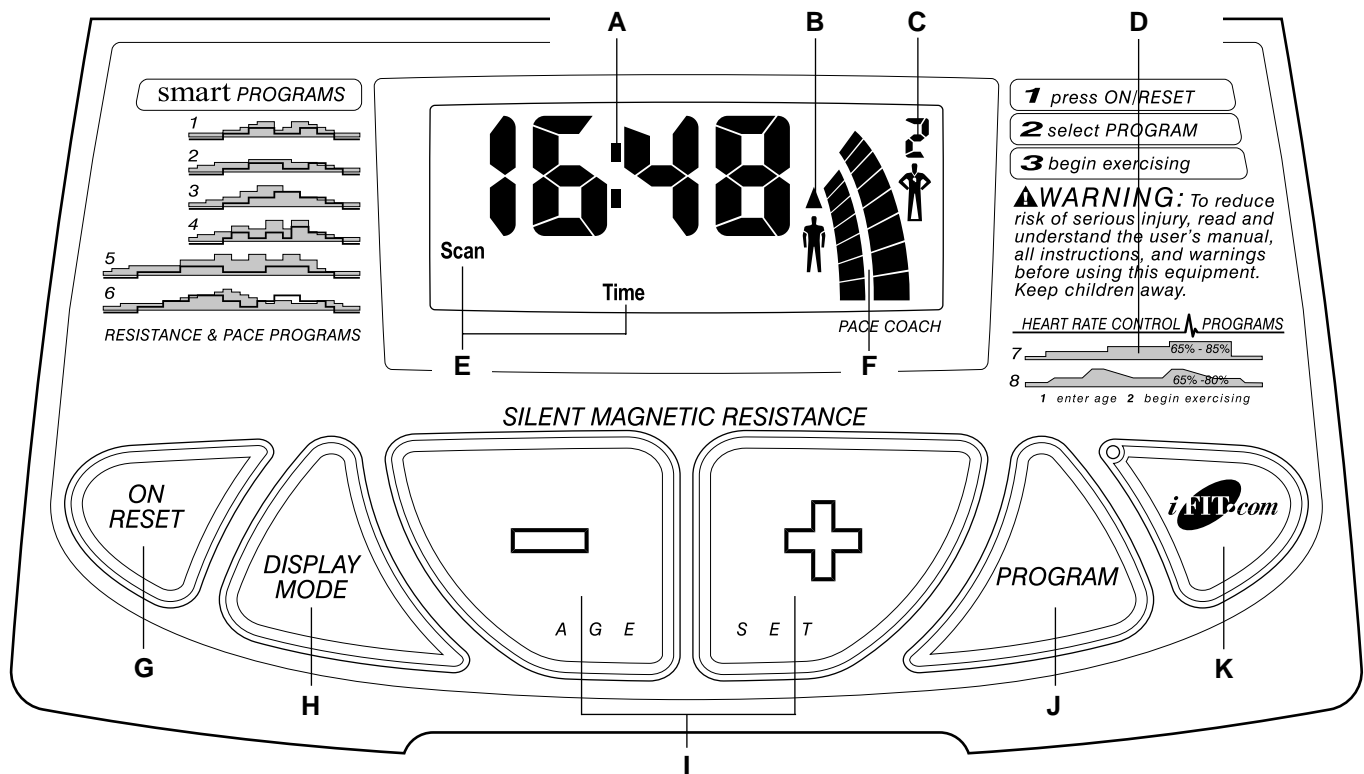 A
B
C
D
smart PROGRAMS
1
2
3
4
5
6
RESISTANCE & PACE PROGRAMS
16:48
2
Scan
Time
PACE COACH
E
F
1 press ON/RESET
2 select PROGRAM
3 begin exercising
WARNING: To reduce
risk of serious injury, read and
understand the user's manual,
all instructions, and warnings
before using this equipment.
Keep children away.
HEART RATE CONTROL PROGRAMS
7 65% - 85%
8 65% -80%
1 enter age 2 begin exercising
SILENT MAGNETIC RESISTANCE
ON
RESET
DISPLAY
MODE
AGE SET
PROGRAM
iFIT.com
G
H
I
J
K